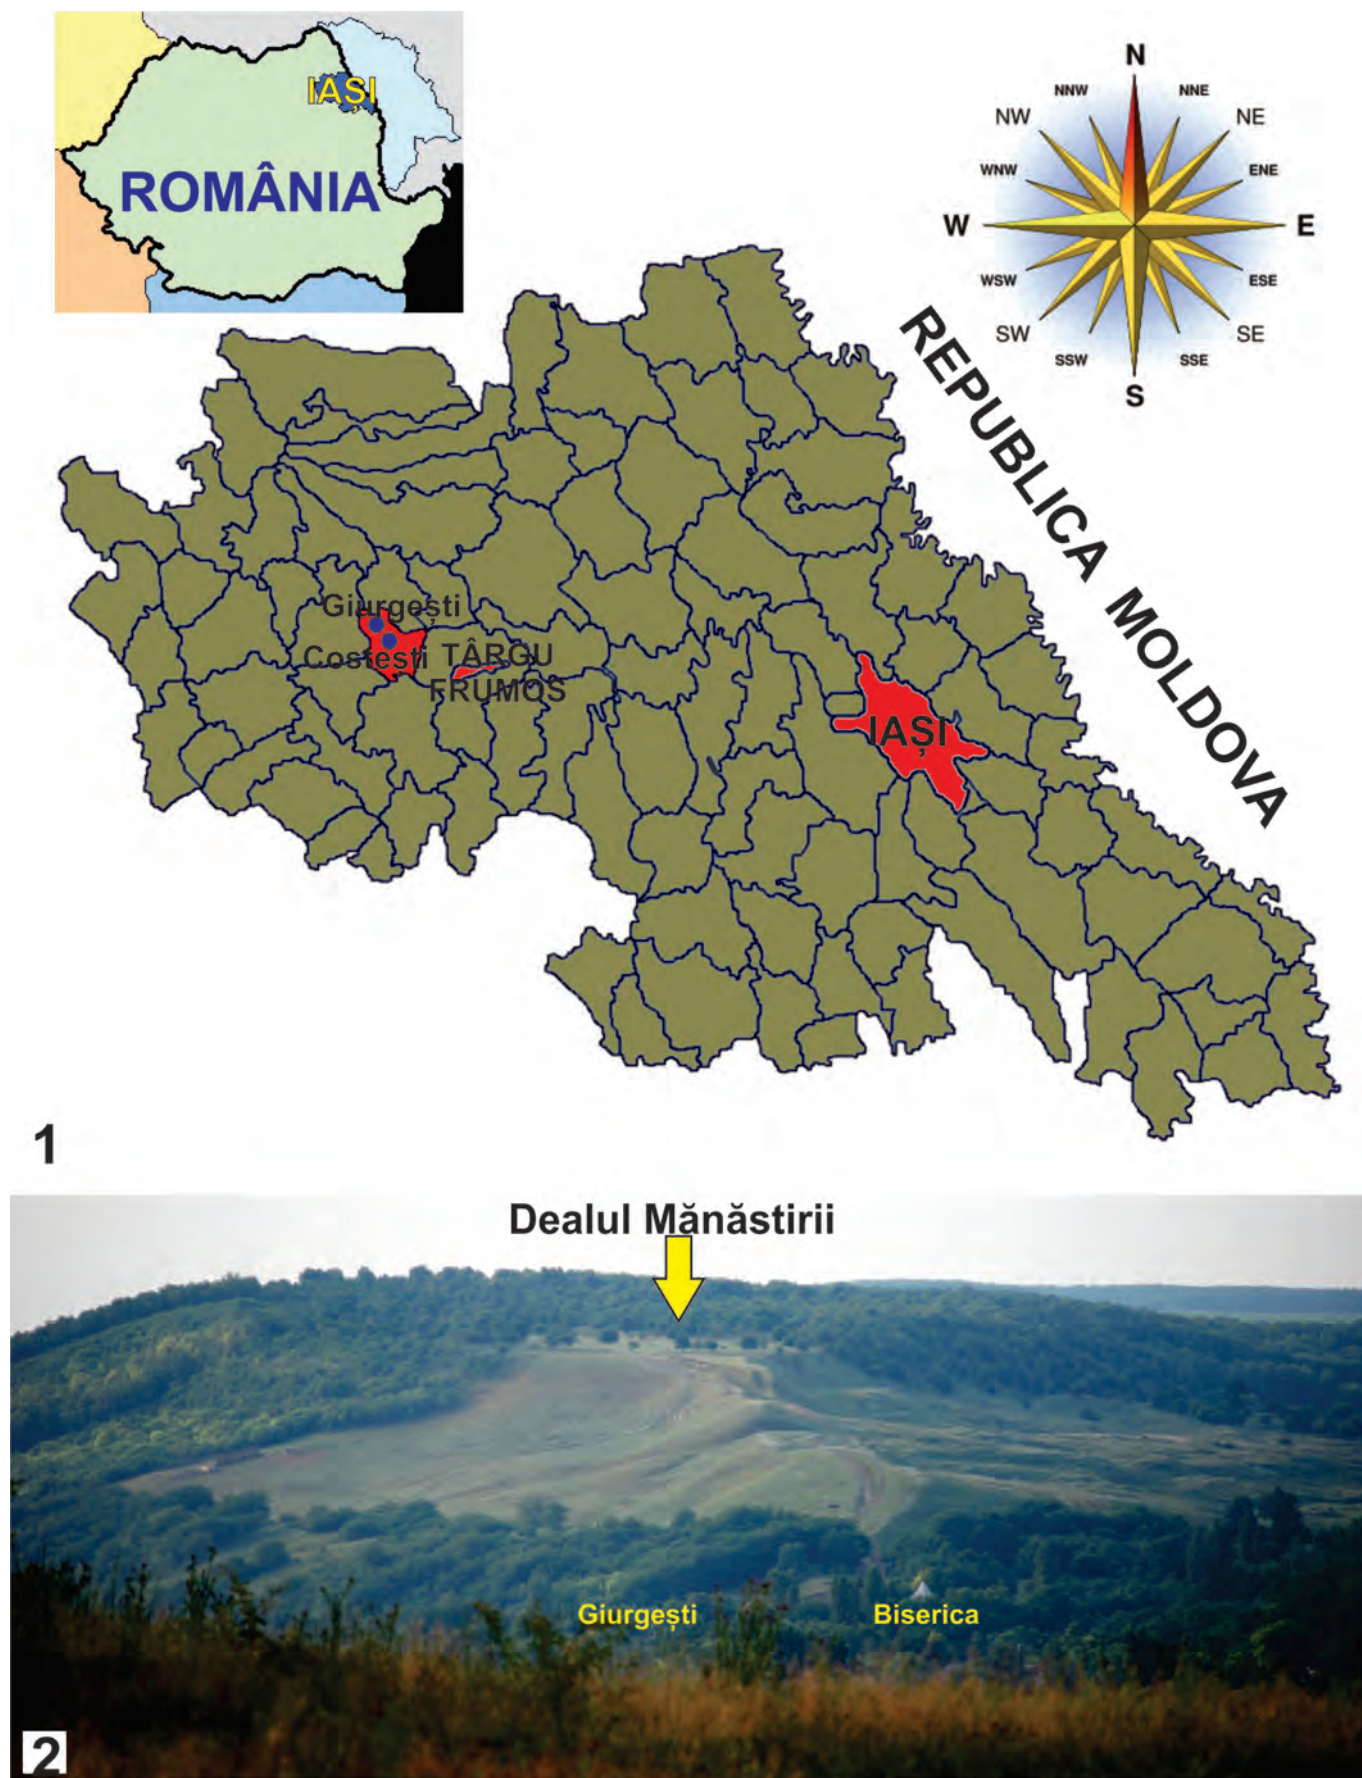 IAȘI
ROMÂNIA
N
NNW
NNE
NW
NE
WNW
ENE
W
E
WSW
ESE
SW
SE
SSW
SSE
S
REPUBLICA MOLDOVA
Giurgești
Costești
TÂRGU
FRUMOS
IAȘI
1
Dealul Mănăstirii
Giurgești
Biserica
2